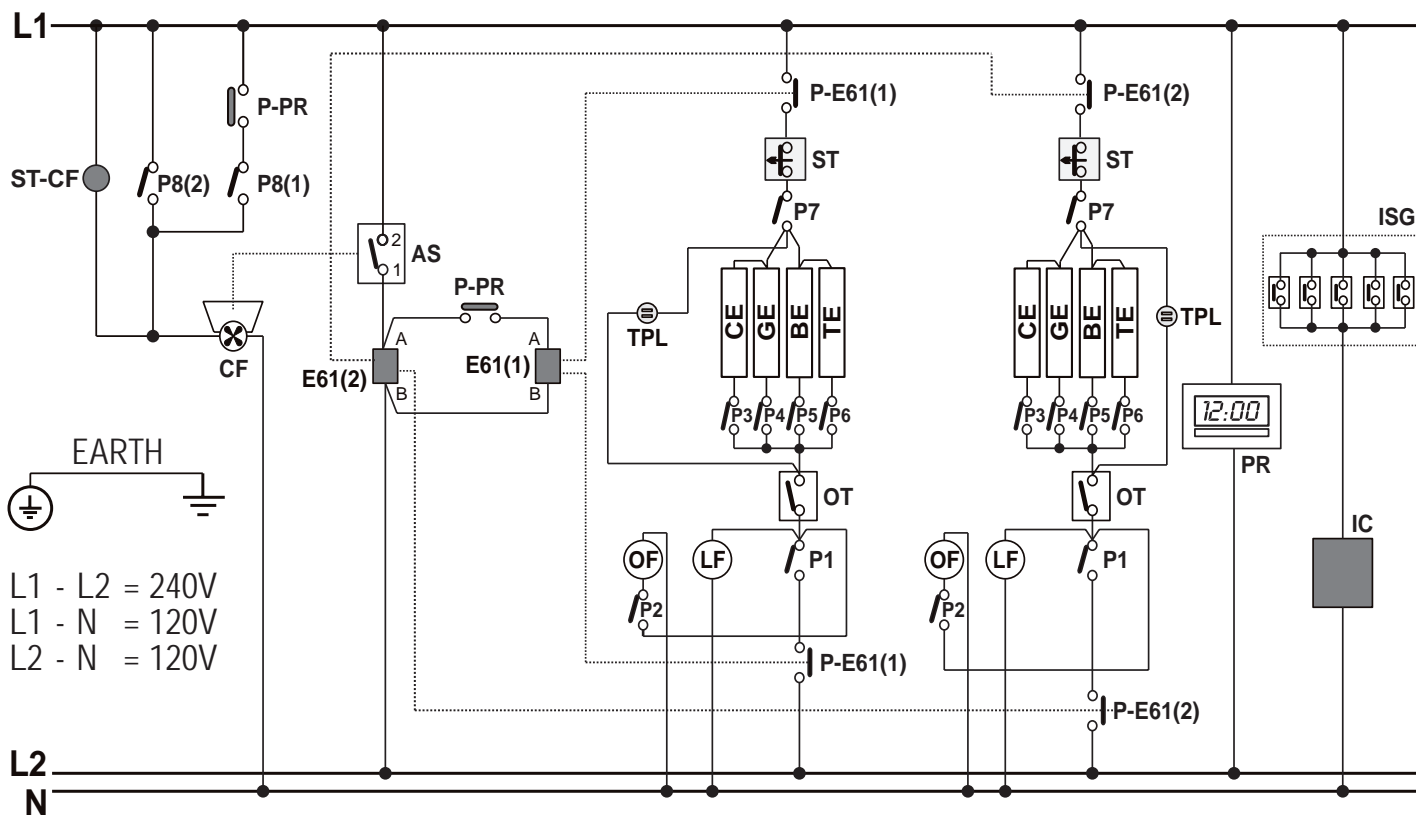 L1
P-PR
ST-CF
P8(2)
P8(1)
2
AS
1
P-PR
CF
E61(2)
A
B
E61(1)
A
B
EARTH
L1 - L2 = 240V
L1 - N = 120V
L2 - N = 120V
P-E61(1)
ST
P7
TPL
CE
GE
BE
TE
P3
P4
P5
P6
OT
OF
LF
P1
P2
P-E61(1)
P-E61(2)
ST
P7
CE
GE
BE
TE
TPL
P3
P4
P5
P6
OT
OF
LF
P1
P2
P-E61(2)
12:00
PR
ISG
IC
L2
N